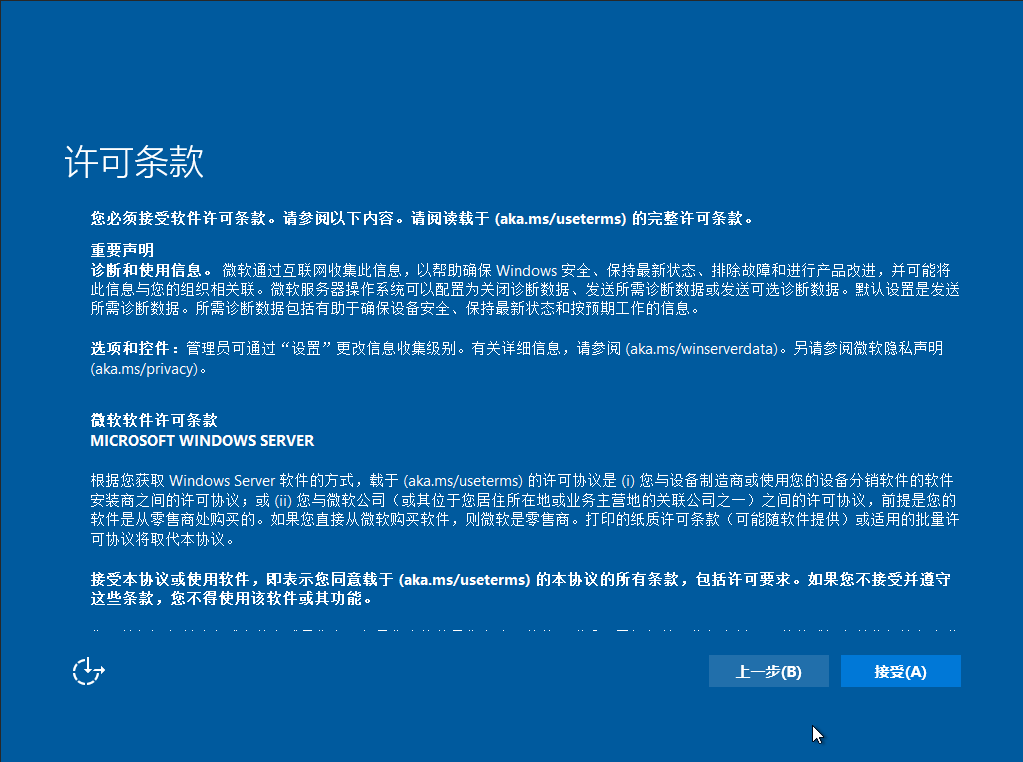 许可条款
您必须接受软件许可条款。请参阅以下内容。请阅读载于 (aka.ms/useterms) 的完整许可条款。
重要声明
诊断和使用信息。 微软通过互联网收集此信息，以帮助确保 Windows 安全、保持最新状态、排除故障和进行产品改进，并可能将
此信息与您的组织相关联。微软服务器操作系统可以配置为关闭诊断数据、发送所需诊断数据或发送可选诊断数据。默认设置是发送
所需诊断数据。所需诊断数据包括有助于确保设备安全、保持最新状态和按预期工作的信息。
选项和控件：管理员可通过“设置”更改信息收集级别。有关详细信息，请参阅 (aka.ms/winserverdata)。另请参阅微软隐私声明
(aka.ms/privacy)。
微软软件许可条款
MICROSOFT WINDOWS SERVER
根据您获取 Windows Server 软件的方式，载于 (aka.ms/useterms) 的许可协议是 (i) 您与设备制造商或使用您的设备分销软件的软件
安装商之间的许可协议；或 (ii) 您与微软公司（或其位于您居住所在地或业务主营地的关联公司之一）之间的许可协议，前提是您的
软件是从零售商处购买的。如果您直接从微软购买软件，则微软是零售商。打印的纸质许可条款（可能随软件提供）或适用的批量许
可协议将取代本协议。
接受本协议或使用软件，即表示您同意载于 (aka.ms/useterms) 的本协议的所有条款，包括许可要求。如果您不接受并遵守
这些条款，您不得使用该软件或其功能。
上一步(B) 接受(A)